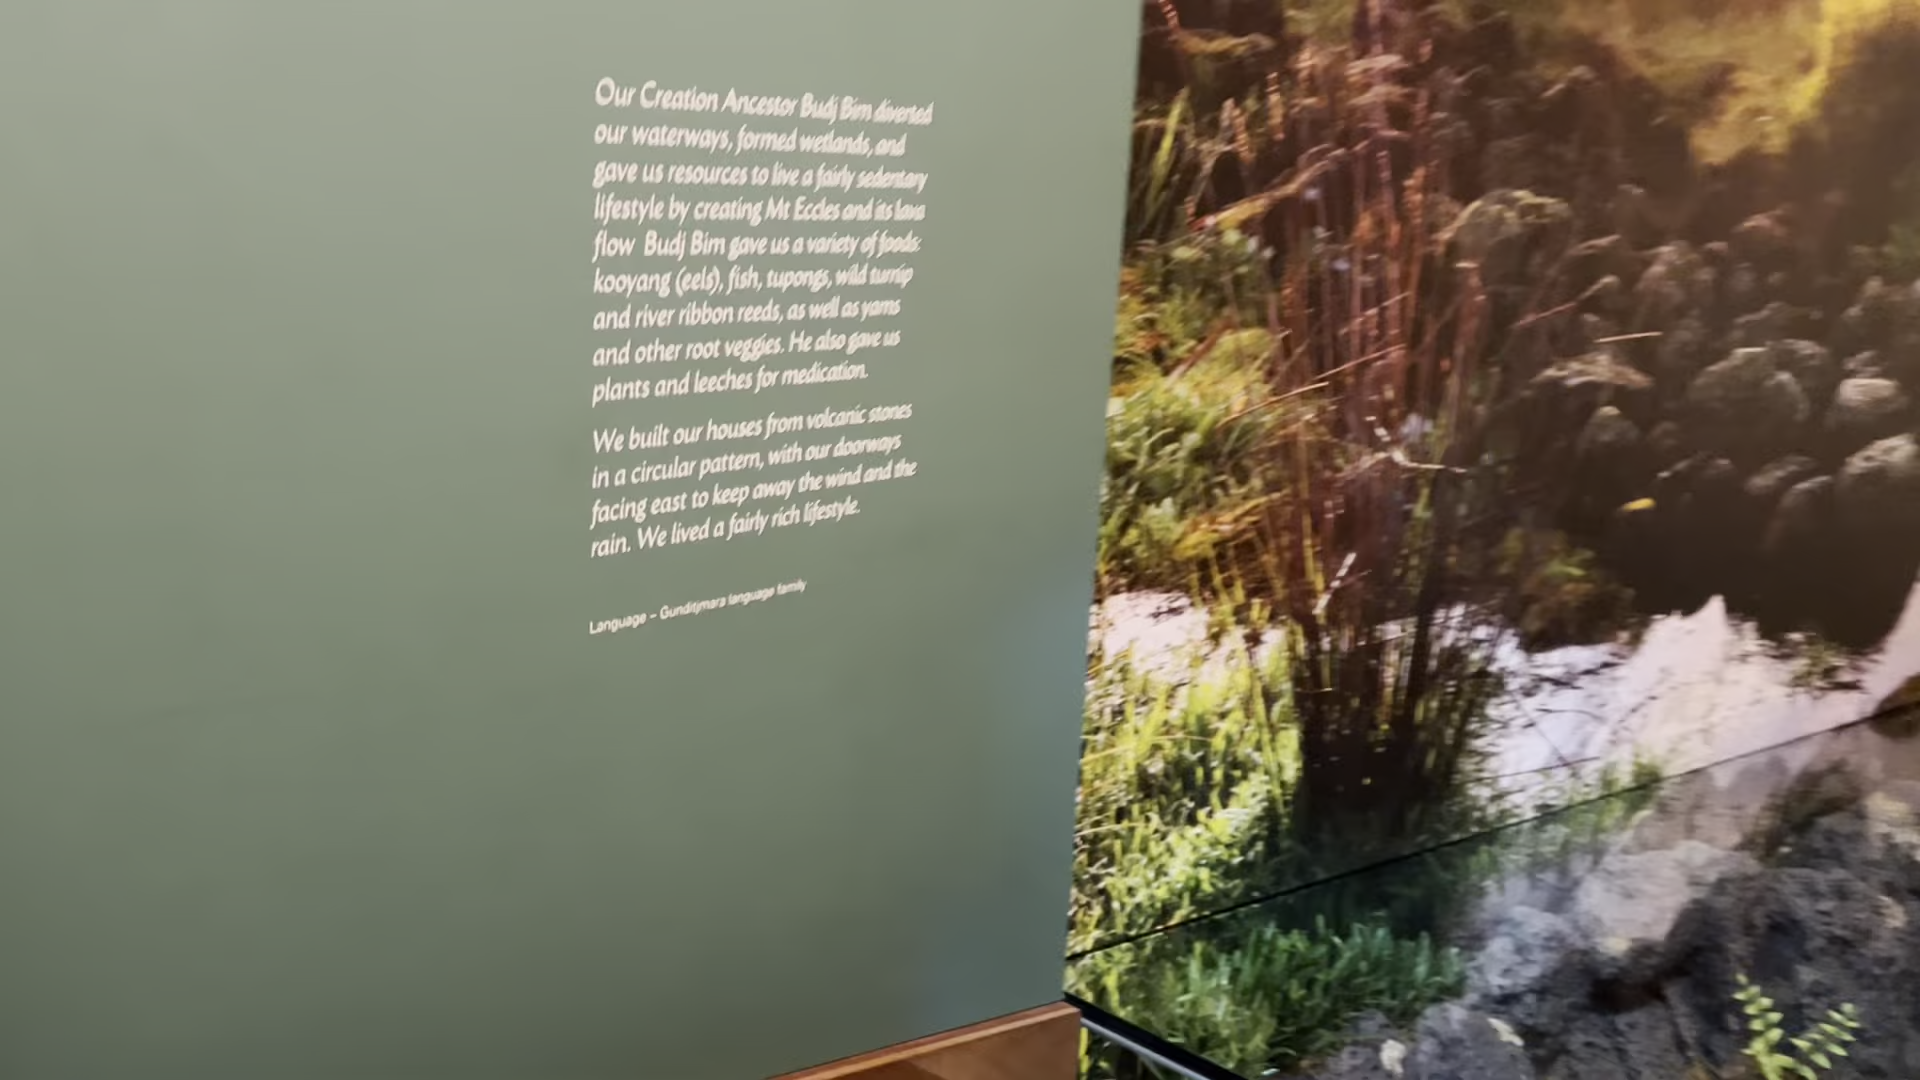 Our Creation Ancestor Budj Bim diverted
our waterways, formed wetlands, and
gave us resources to live a fairly sedentary
lifestyle by creating Mt Eccles and its lava
flow Budj Bim gave us a variety of foods:
kooyang (eels), fish, tupongs, wild turnip
and river ribbon reeds, as well as yams
and other root veggies. He also gave us
plants and leeches for medication.
We built our houses from volcanic stones
in a circular pattern, with our doorways
facing east to keep away the wind and the
rain. We lived a fairly rich lifestyle.
Language – Gunditjmara language family